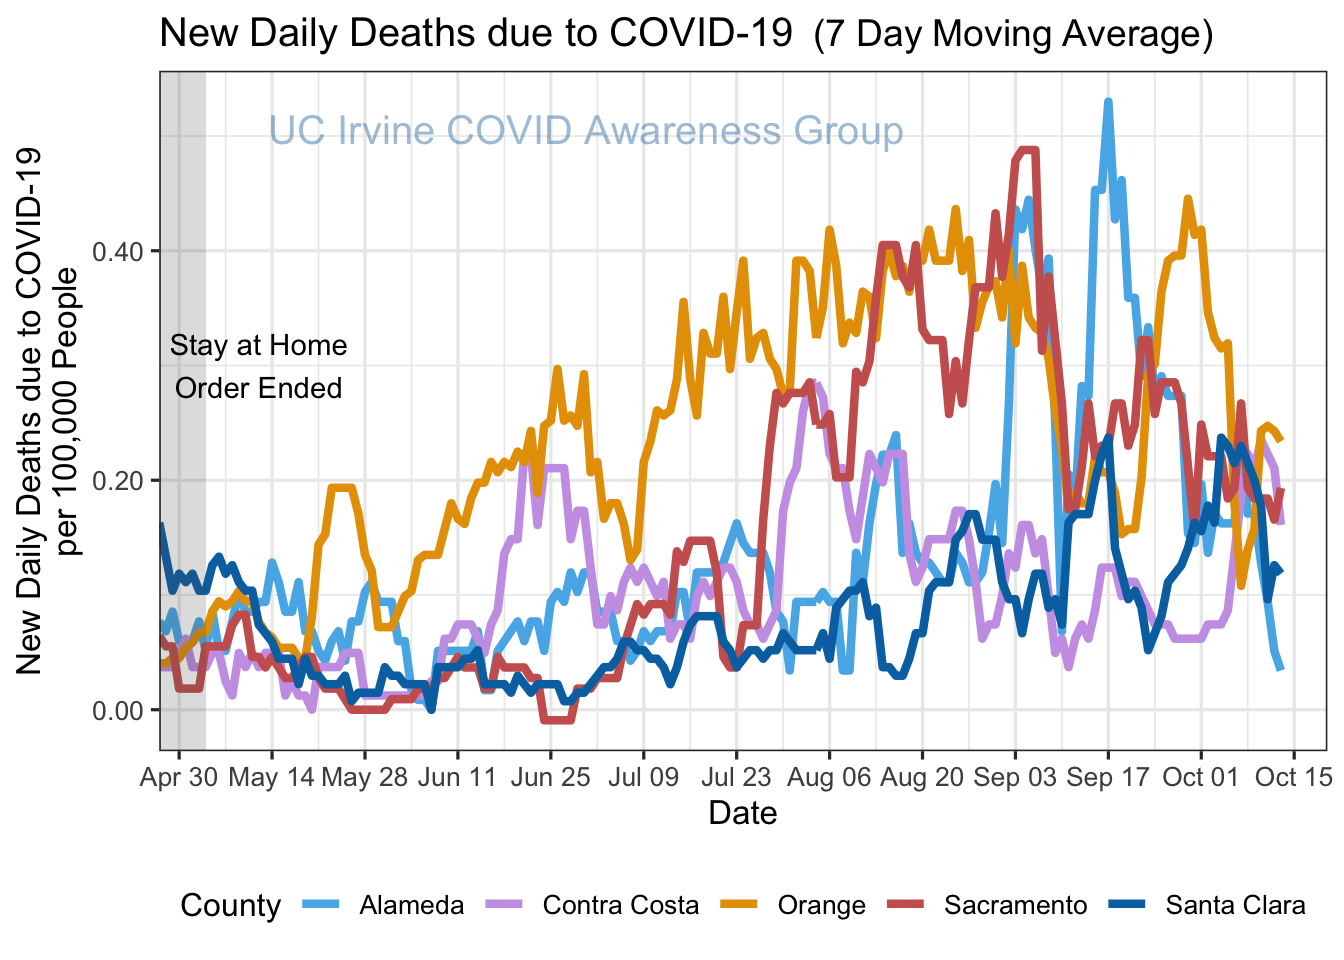 New Daily Deaths due to COVID-19 (7 Day Moving Average)
UC Irvine COVID Awareness Group
New Daily Deaths due to COVID-19
per 100,000 People
0.40
0.20
0.00
Stay at Home
Order Ended
Apr 30 May 14 May 28 Jun 11 Jun 25 Jul 09 Jul 23 Aug 06 Aug 20 Sep 03 Sep 17 Oct 01 Oct 15
Date
County Alameda Contra Costa Orange Sacramento Santa Clara